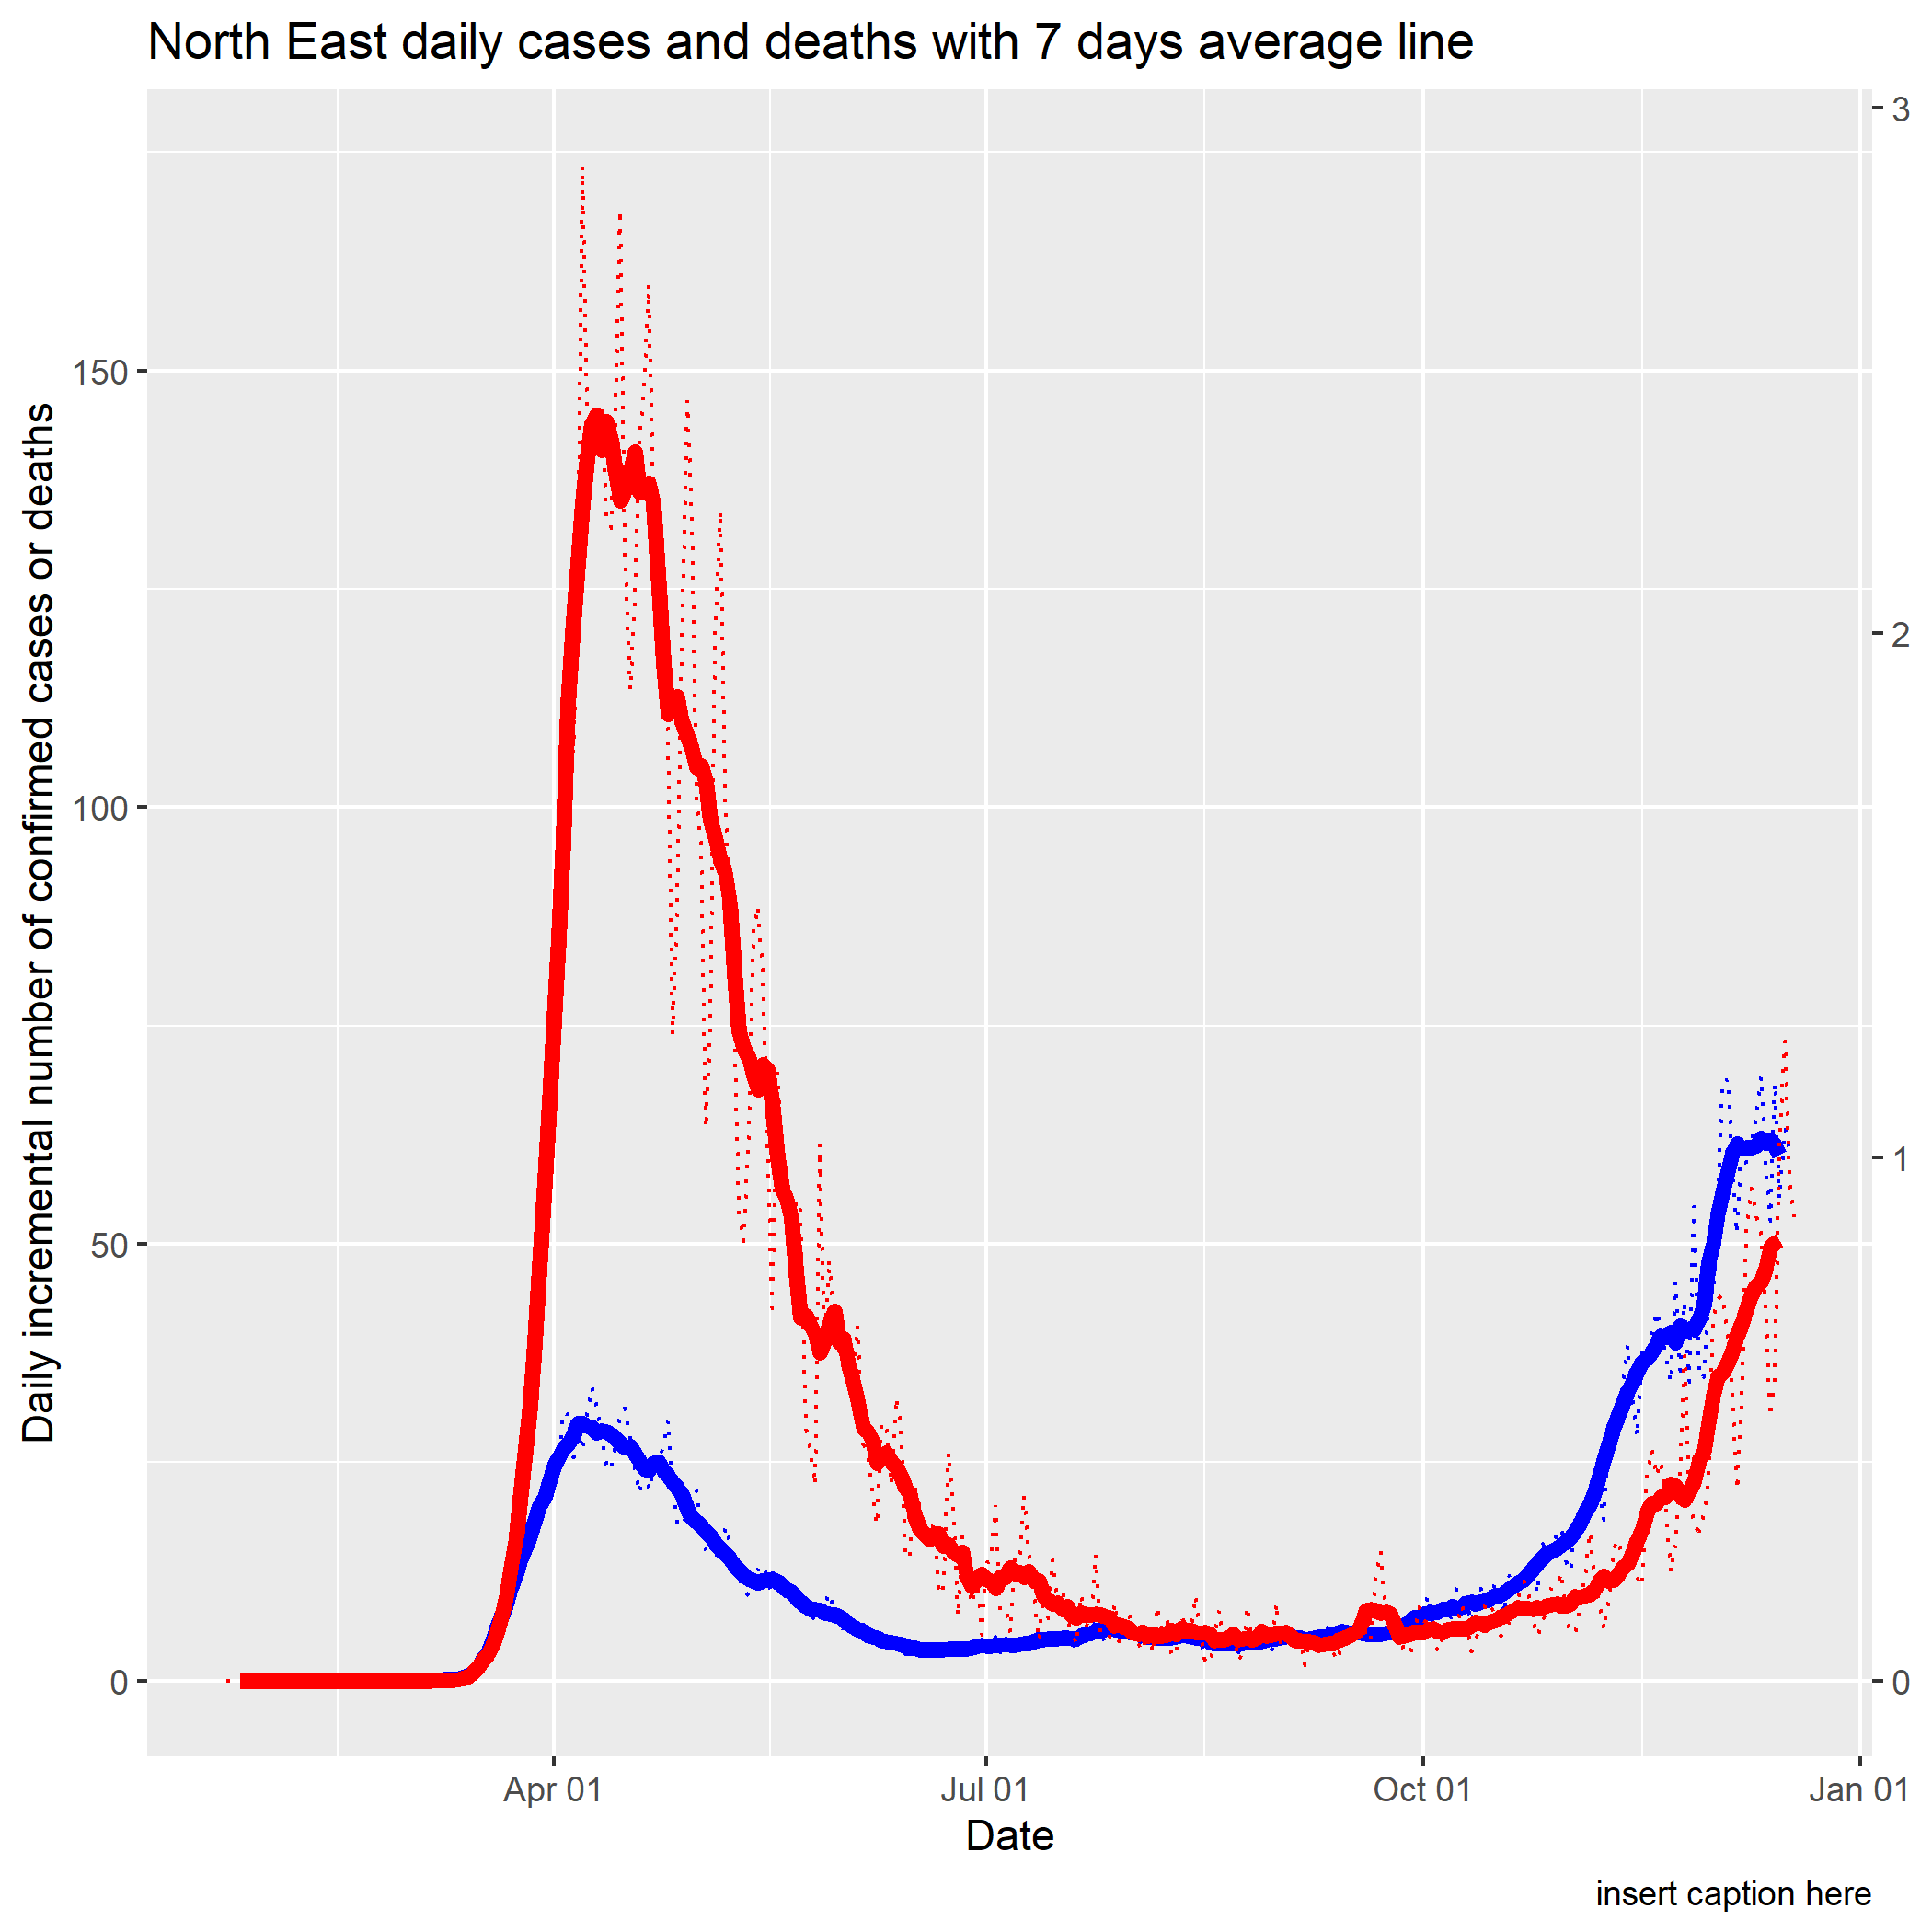 North East daily cases and deaths with 7 days average line
Daily incremental number of confirmed cases or deaths
150
100
50
0
3
2
1
0
Apr 01
Jul 01
Oct 01
Jan 01
Date
insert caption here